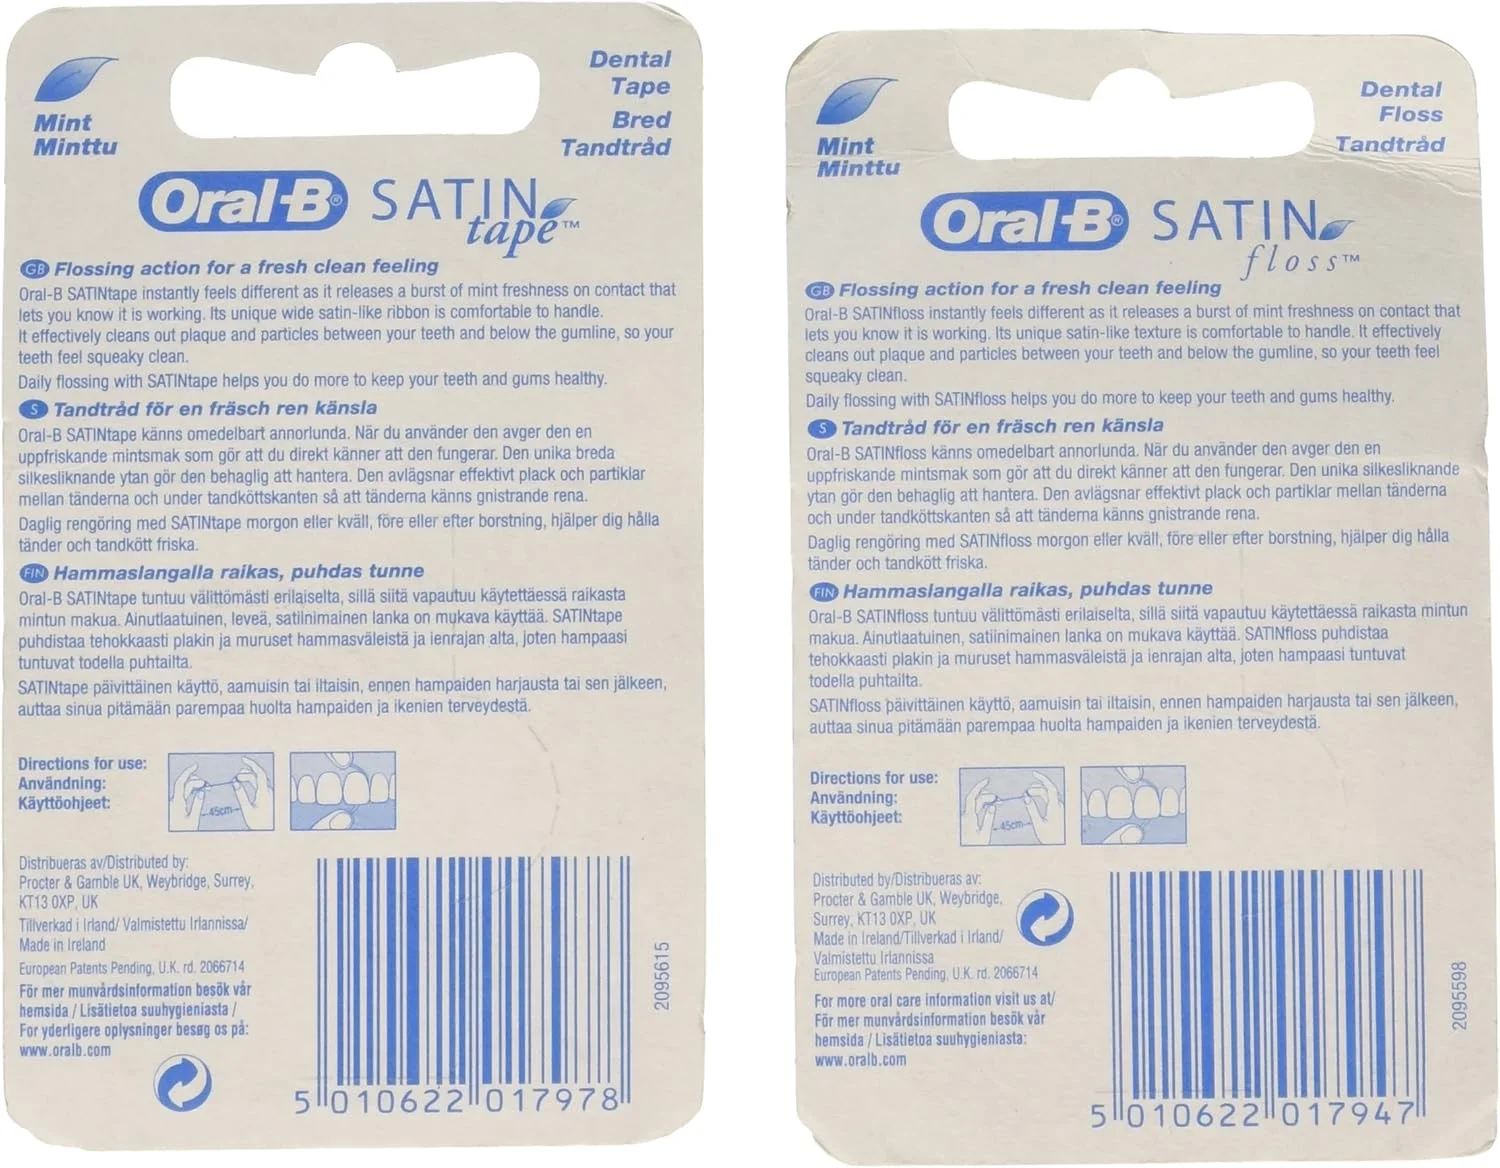 Mint
Minttu
Dental
Tape
Bred
Tandtråd
Oral-B® SATIN
tape™
GB Flossing action for a fresh clean feeling
Oral-B SATINtape instantly feels different as it releases a burst of mint freshness on contact that
lets you know it is working. Its unique wide satin-like ribbon is comfortable to handle.
It effectively cleans out plaque and particles between your teeth and below the gumline, so your
teeth feel squeaky clean.
Daily flossing with SATINtape helps you do more to keep your teeth and gums healthy.
S Tandtråd för en fräsch ren känsla
Oral-B SATINtape känns omedelbart annorlunda. När du använder den avger den en
uppfriskande mintsmak som gör att du direkt känner att den fungerar. Den unika breda
silkesliknande ytan gör den behaglig att hantera. Den avlägsnar effektivt plack och partiklar
mellan tänderna och under tandköttskanten så att tänderna känns gnistrande rena.
Daglig rengöring med SATINtape morgon eller kväll, före eller efter borstning, hjälper dig hålla
tänder och tandkött friska.
FIN Hammaslangalla raikas, puhdas tunne
Oral-B SATINtape tuntuu välittömästi erilaiselta, sillä siitä vapautuu käytettäessä raikasta
mintun makua. Ainutlaatuinen, leveä, satiinimainen lanka on mukava käyttää. SATINtape
puhdistaa tehokkaasti plakin ja muruset hammasväleistä ja ienrajan alta, joten hampaasi
tuntuvat todella puhtailta.
SATINtape päivittäinen käyttö, aamuisin tai iltaisin, ennen hampaiden harjausta tai sen jälkeen,
auttaa sinua pitämään parempaa huolta hampaiden ja ikenien terveydestä.
Directions for use:
Användning:
Käyttöohjeet:
45cm
Distribueras av/Distributed by:
Procter & Gamble UK, Weybridge, Surrey,
KT13 0XP, UK
Tillverkad i Irland/ Valmistettu Irlannissa/
Made in Ireland
European Patents Pending, U.K. rd. 2066714
För mer munvårdsinformation besök vår
hemsida / Lisätietoa suuhygieniasta /
For yderligere oplysninger besøg os på:
www.oralb.com
2095615
5 010622 017978
Mint
Minttu
Dental
Floss
Tandtråd
Oral-B® SATIN
floss™
GB Flossing action for a fresh clean feeling
Oral-B SATINfloss instantly feels different as it releases a burst of mint freshness on contact that
lets you know it is working. Its unique satin-like texture is comfortable to handle. It effectively
cleans out plaque and particles between your teeth and below the gumline, so your teeth feel
squeaky clean.
Daily flossing with SATINfloss helps you do more to keep your teeth and gums healthy.
S Tandtråd för en fräsch ren känsla
Oral-B SATINfloss känns omedelbart annorlunda. När du använder den avger den en
uppfriskande mintsmak som gör att du direkt känner att den fungerar. Den unika silkesliknande
ytan gör den behaglig att hantera. Den avlägsnar effektivt plack och partiklar mellan tänderna
och under tandköttskanten så att tänderna känns gnistrande rena.
Daglig rengöring med SATINfloss morgon eller kväll, före eller efter borstning, hjälper dig hålla
tänder och tandkött friska.
FIN Hammaslangalla raikas, puhdas tunne
Oral-B SATINfloss tuntuu välittömästi erilaiselta, sillä siitä vapautuu käytettäessä raikasta mintun
makua. Ainutlaatuinen, satiinimainen lanka on mukava käyttää. SATINfloss puhdistaa
tehokkaasti plakin ja muruset hammasväleistä ja ienrajan alta, joten hampaasi tuntuvat
todella puhtailta.
SATINfloss päivittäinen käyttö, aamuisin tai iltaisin, ennen hampaiden harjausta tai sen jälkeen,
auttaa sinua pitämään parempaa huolta hampaiden ja ikenien terveydestä.
Directions for use:
Användning:
Käyttöohjeet:
45cm
Distributed by/Distribueras av:
Procter & Gamble UK, Weybridge,
Surrey, KT13 0XP, UK
Made in Ireland/Tillverkad i Irland/
Valmistettu Irlannissa
European Patents Pending, U.K. rd. 2066714
For more oral care information visit us at/
För mer munvårdsinformation besök vår
hemsida / Lisätietoa suuhygieniasta:
www.oralb.com
2095598
5 010622 017947